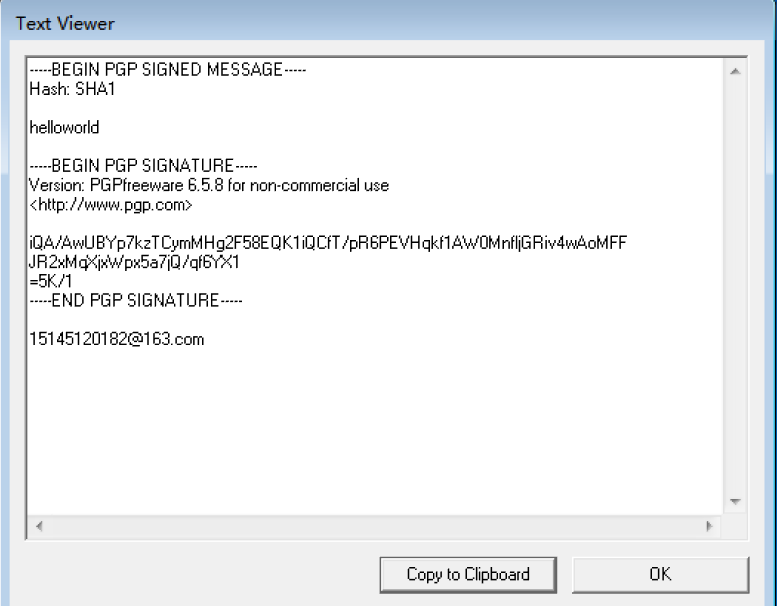 Text Viewer
-----BEGIN PGP SIGNED MESSAGE-----
Hash: SHA1
helloworld
-----BEGIN PGP SIGNATURE-----
Version: PGPfreeware 6.5.8 for non-commercial use
<http://www.pgp.com>
iQA/AwUBYp7kzTCymMHg2F58EQK1iQCfT/pR6PEVHqkf1AW0MnfljGRiv4wAoMFF
JR2xMqXjxWpx5a7jQ/qf6YX1
=5K/1
-----END PGP SIGNATURE-----
15145120182@163.com
Copy to Clipboard
OK